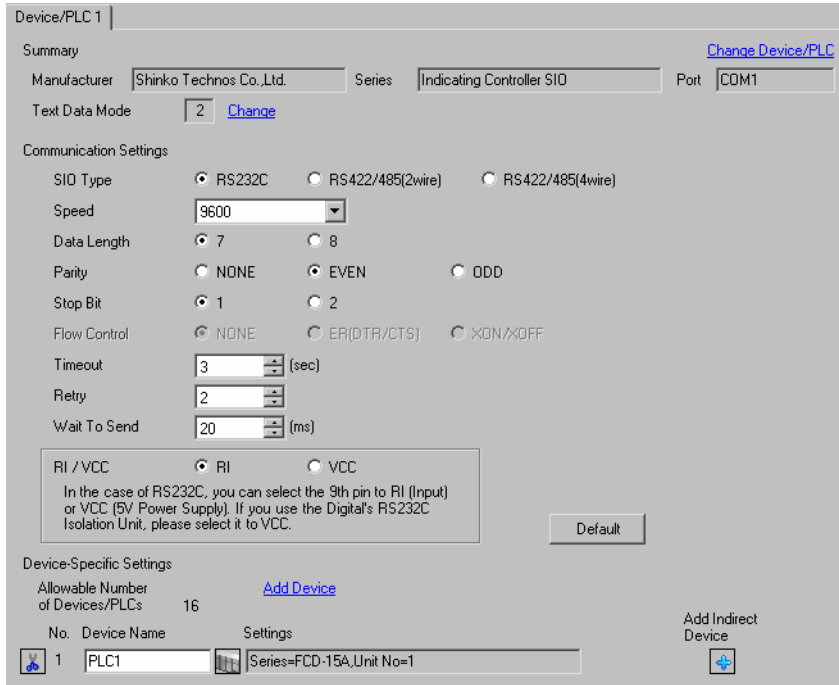 Device/PLC 1
Summary
Change Device/PLC
Manufacturer Shinko Technos Co.,Ltd. Series Indicating Controller SIO Port COM1
Text Data Mode 2 Change
Communication Settings
SIO Type RS232C RS422/485(2wire) RS422/485(4wire)
Speed 9600
Data Length 7 8
Parity NONE EVEN ODD
Stop Bit 1 2
Flow Control NONE ER(DTR/CTS) XON/XOFF
Timeout 3 (sec)
Retry 2
Wait To Send 20 (ms)
RI / VCC RI VCC
In the case of RS232C, you can select the 9th pin to RI (Input)
or VCC (5V Power Supply). If you use the Digital's RS232C
Isolation Unit, please select it to VCC.
Default
Device-Specific Settings
Allowable Number
of Devices/PLCs 16
Add Device
Add Indirect
Device
No. Device Name Settings
1 PLC1 Series=FCD-15A,Unit No=1